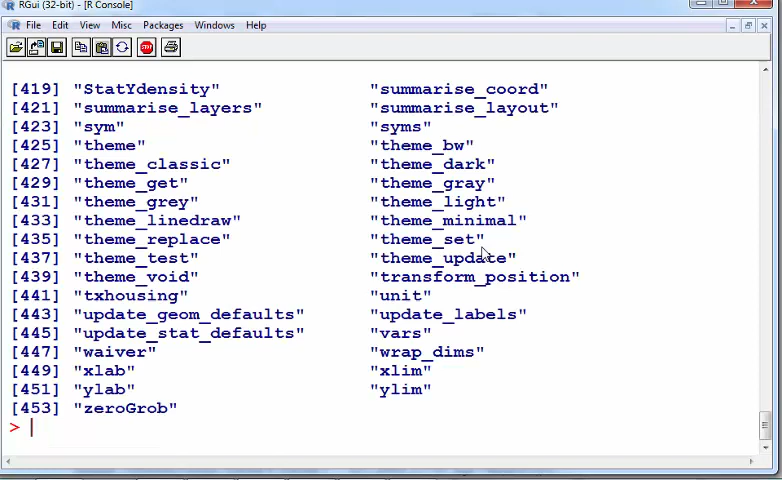 RGui (32-bit) - [R Console]
File Edit View Misc Packages Windows Help
STOP
[419] "StatYdensity" "summarise_coord"
[421] "summarise_layers" "summarise_layout"
[423] "sym" "syms"
[425] "theme" "theme_bw"
[427] "theme_classic" "theme_dark"
[429] "theme_get" "theme_gray"
[431] "theme_grey" "theme_light"
[433] "theme_linedraw" "theme_minimal"
[435] "theme_replace" "theme_set"
[437] "theme_test" "theme_update"
[439] "theme_void" "transform_position"
[441] "txhousing" "unit"
[443] "update_geom_defaults" "update_labels"
[445] "update_stat_defaults" "vars"
[447] "waiver" "wrap_dims"
[449] "xlab" "xlim"
[451] "ylab" "ylim"
[453] "zeroGrob"
>